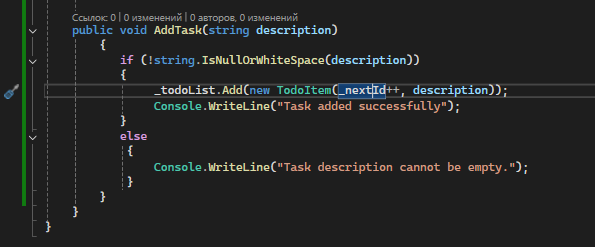 Ссылок: 0 | 0 изменений | 0 авторов, 0 изменений
public void AddTask(string description)
{
if (!string.IsNullOrWhiteSpace(description))
{
_todoList.Add(new TodoItem(_nextId++, description));
Console.WriteLine("Task added successfully");
}
else
{
Console.WriteLine("Task description cannot be empty.");
}
}
}
}